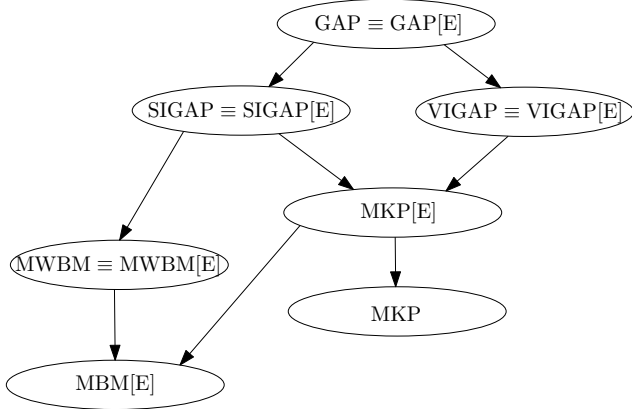 GAP ≡ GAP[E]
SIGAP ≡ SIGAP[E]
VIGAP ≡ VIGAP[E]
MKP[E]
MWBM ≡ MWBM[E]
MKP
MBM[E]